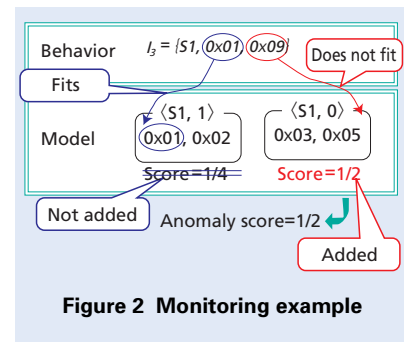 Behavior I₃ = {S1, 0x01, 0x09}
Does not fit
Fits
Model
⟨S1, 1⟩ ⟨S1, 0⟩
0x01, 0x02 0x03, 0x05
Score=1/4 Score=1/2
Not added
Anomaly score=1/2
Added
Figure 2 Monitoring example